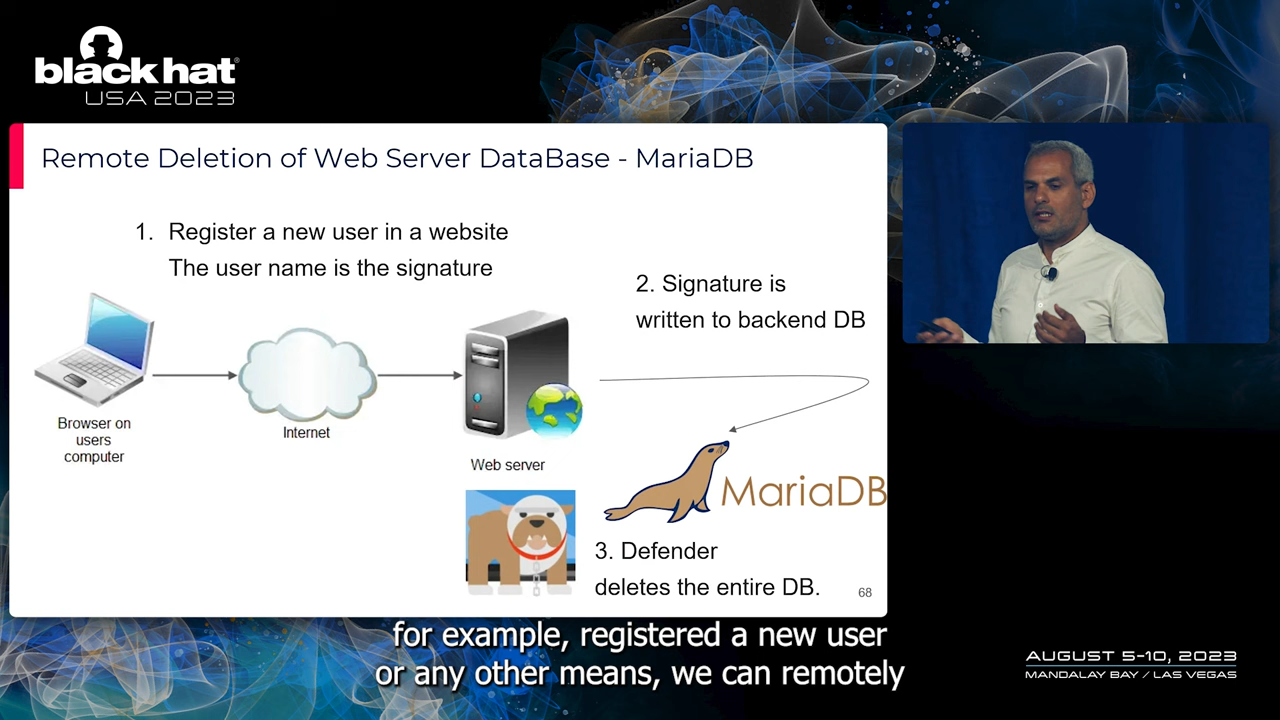 black hat®
USA 2023
Remote Deletion of Web Server DataBase - MariaDB
1. Register a new user in a website
The user name is the signature
2. Signature is
written to backend DB
Browser on
users
computer
Internet
Web server
MariaDB
3. Defender
deletes the entire DB.
68
for example, registered a new user
or any other means, we can remotely
AUGUST 5-10, 2023
MANDALAY BAY / LAS VEGAS